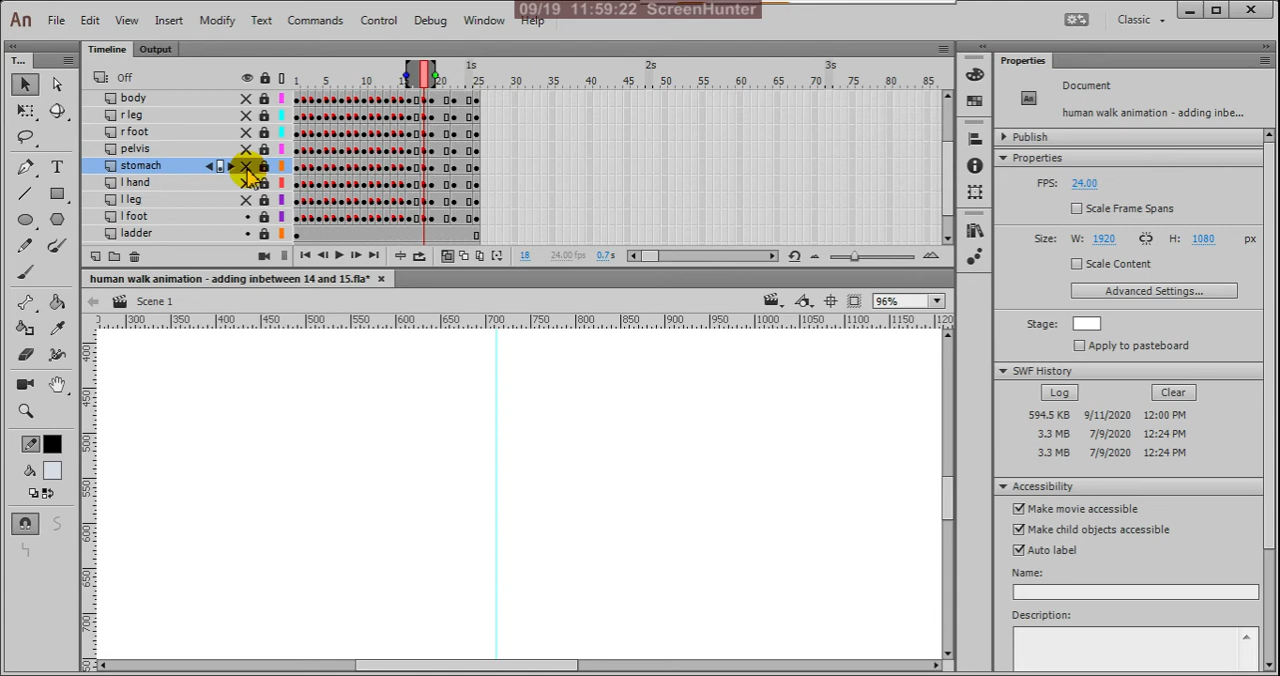 09/19 11:59:22 ScreenHunter
An File Edit View Insert Modify Text Commands Control Debug Window Help Classic
T...
Timeline Output
Properties
Off 1s 2s 3s
1 5 10 15 20 25 30 35 40 45 50 55 60 65 70 75 80 85
body
r leg
r foot
pelvis
stomach
l hand
l leg
l foot
ladder
18 24.00 fps 0.7s
human walk animation - adding inbetween 14 and 15.fla*
Scene 1
96%
300 350 400 450 500 550 600 650 700 750 800 850 900 950 1000 1050 1100 1150 120
400
450
500
550
600
650
700
Document
An
human walk animation - adding inbe...
Publish
Properties
FPS: 24.00
Scale Frame Spans
Size: W: 1920 H: 1080 px
Scale Content
Advanced Settings...
Stage:
Apply to pasteboard
SWF History
Log Clear
594.5 KB 9/11/2020 12:00 PM
3.3 MB 7/9/2020 12:24 PM
3.3 MB 7/9/2020 12:24 PM
Accessibility
Make movie accessible
Make child objects accessible
Auto label
Name:
Description: